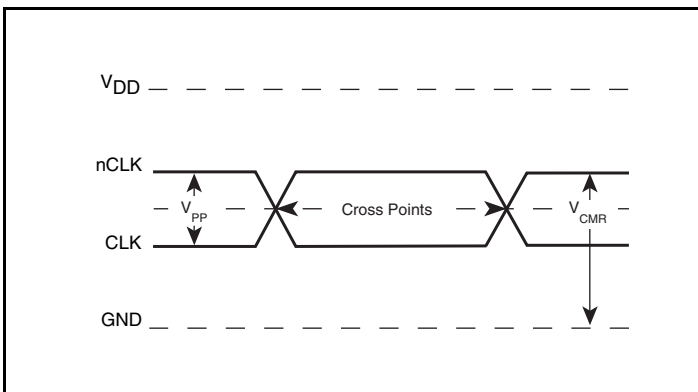 VDD
nCLK
VPP
Cross Points
VCMR
CLK
GND